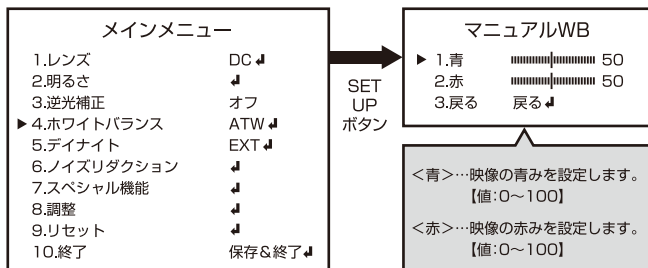 メインメニュー
1.レンズ DC↲
2.明るさ ↲
3.逆光補正 オフ
▶ 4.ホワイトバランス ATW↲
5.デイナイト EXT↲
6.ノイズリダクション ↲
7.スペシャル機能 ↲
8.調整 ↲
9.リセット ↲
10.終了 保存&終了↲
SET
UP
ボタン
マニュアルWB
▶ 1.青 50
2.赤 50
3.戻る 戻る↲
<青>…映像の青みを設定します。
【値:0～100】
<赤>…映像の赤みを設定します。
【値:0～100】